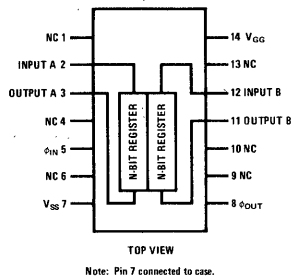 NC 1
14 VGG
INPUT A 2
13 NC
OUTPUT A 3
12 INPUT B
N-BIT REGISTER
N-BIT REGISTER
11 OUTPUT B
NC 4
10 NC
ϕIN 5
9 NC
NC 6
8 ϕOUT
VSS 7
TOP VIEW
Note: Pin 7 connected to case.